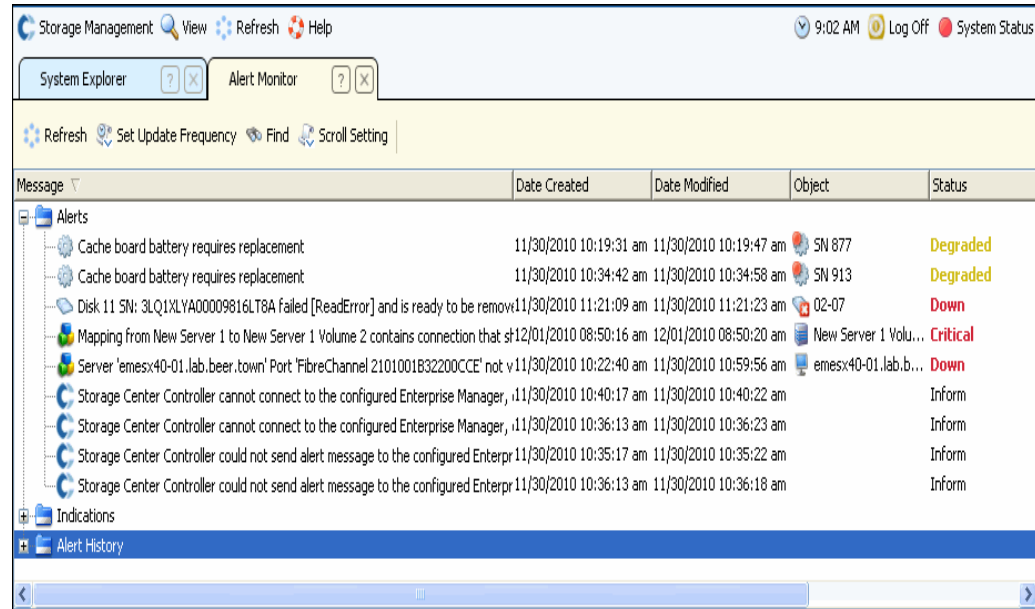 Storage Management View Refresh Help 9:02 AM Log Off System Status
System Explorer ? X Alert Monitor ? X
Refresh Set Update Frequency Find Scroll Setting
Message Date Created Date Modified Object Status
Alerts
Cache board battery requires replacement 11/30/2010 10:19:31 am 11/30/2010 10:19:47 am SN 877 Degraded
Cache board battery requires replacement 11/30/2010 10:34:42 am 11/30/2010 10:34:58 am SN 913 Degraded
Disk 11 SN: 3LQ1XLYA00009816LT8A failed [ReadError] and is ready to be remov 11/30/2010 11:21:09 am 11/30/2010 11:21:23 am 02-07 Down
Mapping from New Server 1 to New Server 1 Volume 2 contains connection that s 12/01/2010 08:50:16 am 12/01/2010 08:50:20 am New Server 1 Volu... Critical
Server 'emesx40-01.lab.beer.town' Port 'FibreChannel 2101001B32200CCE' not v 11/30/2010 10:22:40 am 11/30/2010 10:59:56 am emesx40-01.lab.b... Down
Storage Center Controller cannot connect to the configured Enterprise Manager, 11/30/2010 10:40:17 am 11/30/2010 10:40:22 am Inform
Storage Center Controller cannot connect to the configured Enterprise Manager, 11/30/2010 10:36:13 am 11/30/2010 10:36:23 am Inform
Storage Center Controller could not send alert message to the configured Enterpr 11/30/2010 10:35:17 am 11/30/2010 10:35:22 am Inform
Storage Center Controller could not send alert message to the configured Enterpr 11/30/2010 10:36:13 am 11/30/2010 10:36:18 am Inform
Indications
Alert History